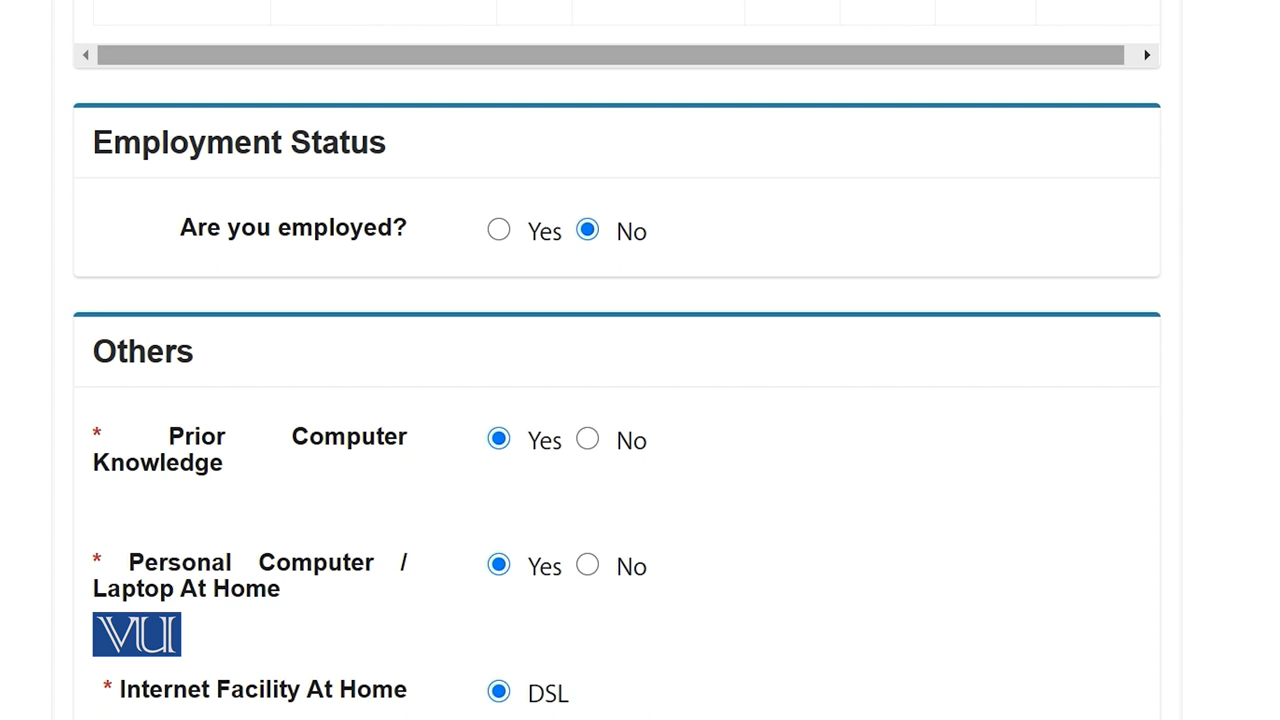 Employment Status
Are you employed? Yes No
Others
* Prior Computer Yes No
Knowledge
* Personal Computer / Yes No
Laptop At Home
VU
* Internet Facility At Home DSL